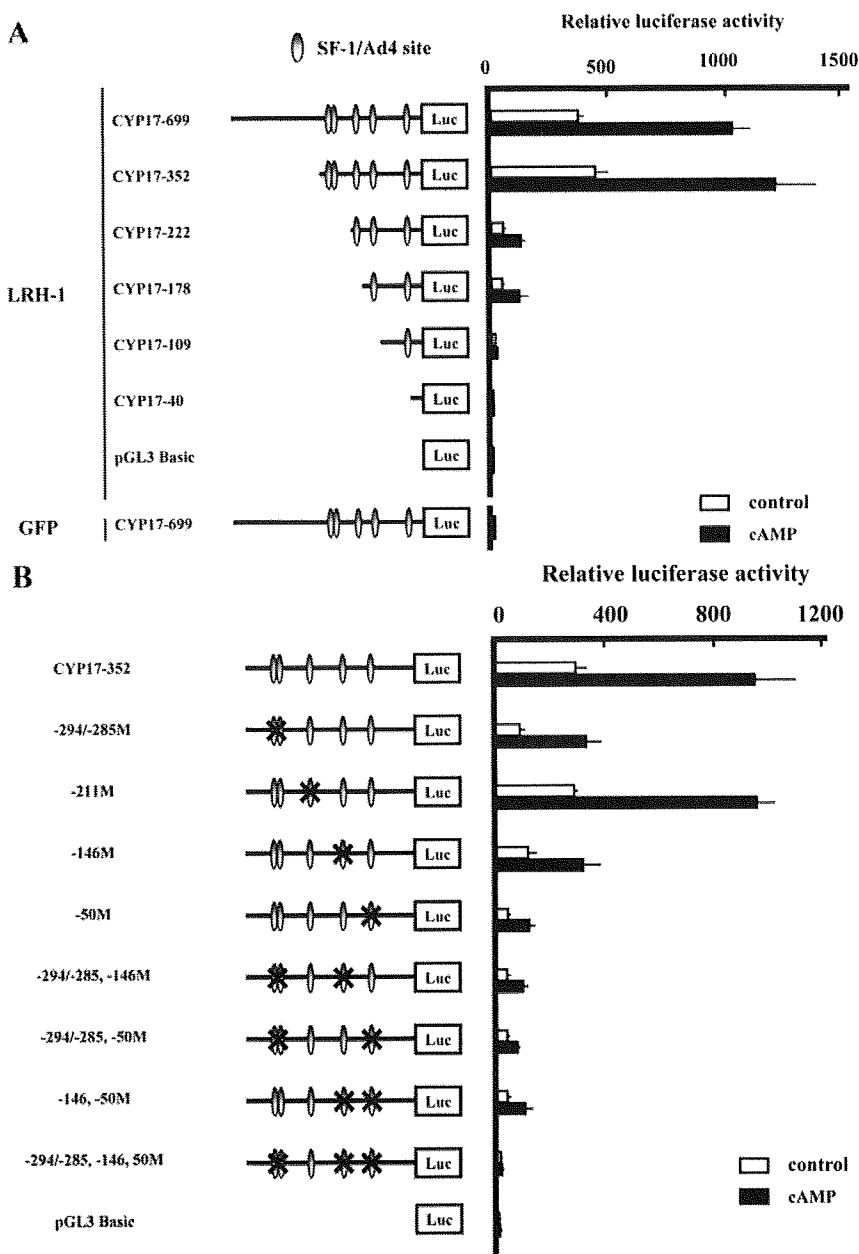 A
SF-1/Ad4 site
Relative luciferase activity
0 500 1000 1500
LRH-1
CYP17-699 Luc
CYP17-352 Luc
CYP17-222 Luc
CYP17-178 Luc
CYP17-109 Luc
CYP17-40 Luc
pGL3 Basic Luc
GFP CYP17-699 Luc
control
cAMP
B
Relative luciferase activity
0 400 800 1200
CYP17-352 Luc
-294/-285M Luc
-211M Luc
-146M Luc
-50M Luc
-294/-285, -146M Luc
-294/-285, -50M Luc
-146, -50M Luc
-294/-285, -146, 50M Luc
pGL3 Basic Luc
control
cAMP